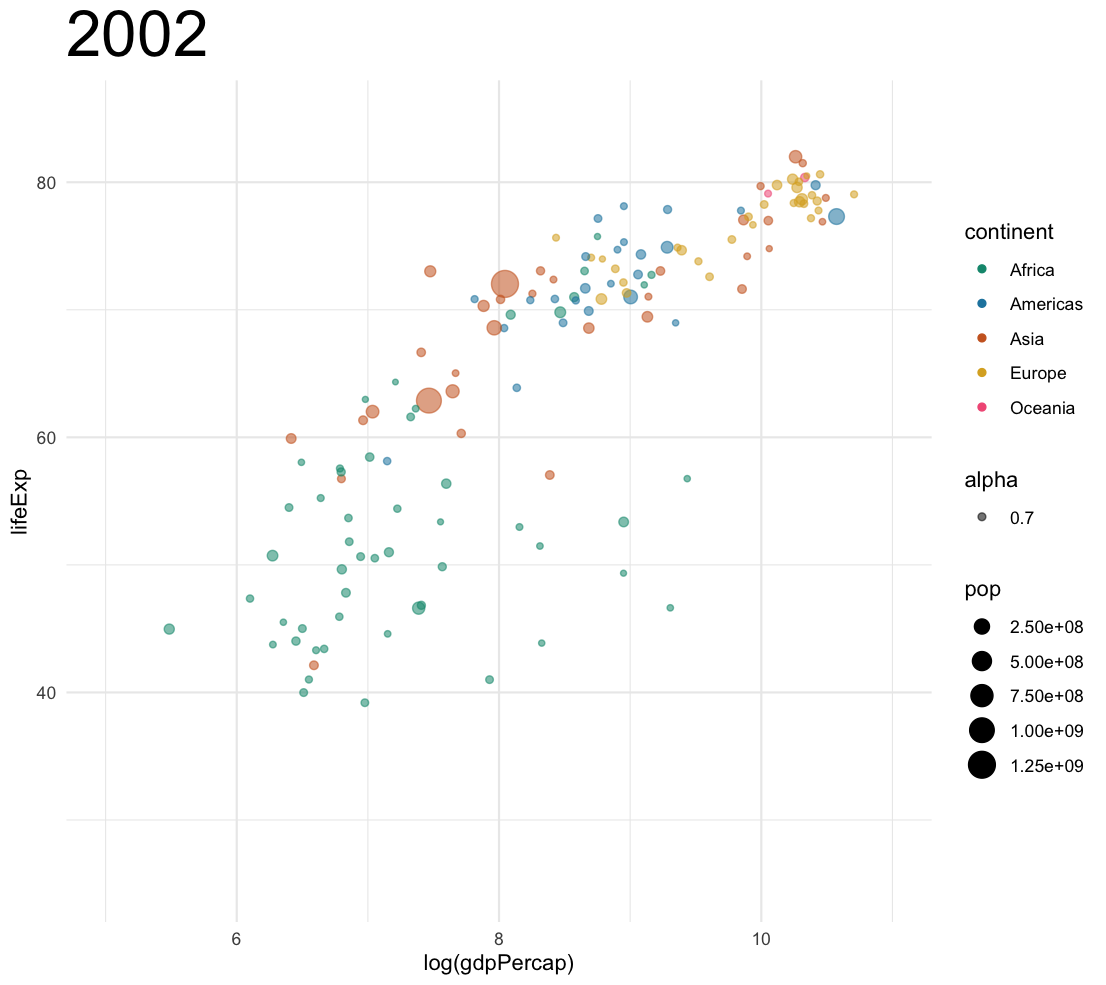 2002
lifeExp
80
60
40
6
8
10
log(gdpPercap)
continent
Africa
Americas
Asia
Europe
Oceania
alpha
0.7
pop
2.50e+08
5.00e+08
7.50e+08
1.00e+09
1.25e+09